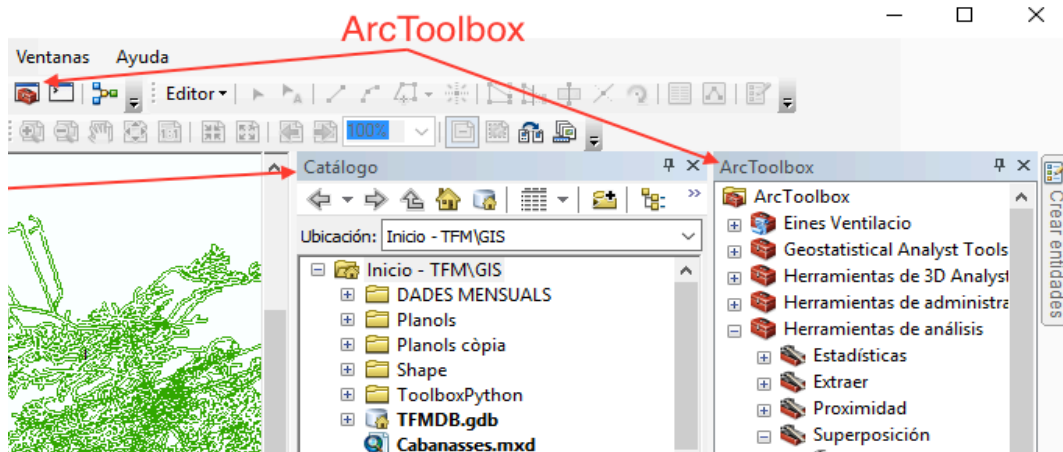 ArcToolbox
Ventanas Ayuda
Editor
1:1
100%
Catálogo
Ubicación: Inicio - TFM\GIS
Inicio - TFM\GIS
DADES MENSUALS
Planols
Planols còpia
Shape
ToolboxPython
TFMDB.gdb
Cabanasses.mxd
ArcToolbox
ArcToolbox
Eines Ventilacio
Geostatistical Analyst Tools
Herramientas de 3D Analyst
Herramientas de administra
Herramientas de análisis
Estadísticas
Extraer
Proximidad
Superposición
Crear entidades